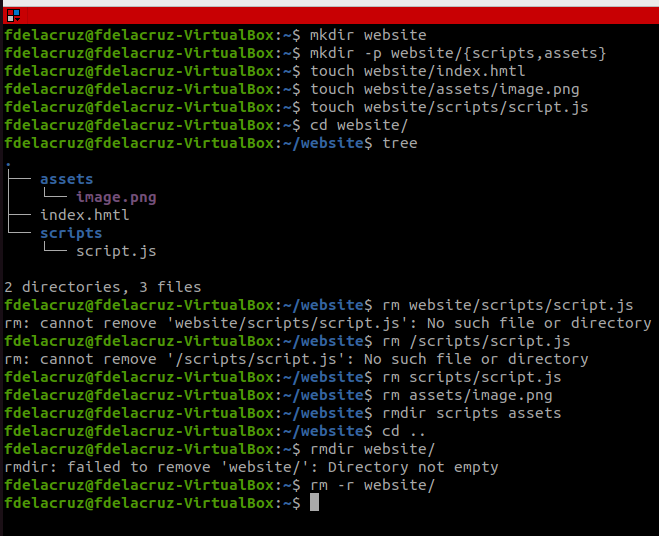 fdelacruz@fdelacruz-VirtualBox:~$ mkdir website
fdelacruz@fdelacruz-VirtualBox:~$ mkdir -p website/{scripts,assets}
fdelacruz@fdelacruz-VirtualBox:~$ touch website/index.hmtl
fdelacruz@fdelacruz-VirtualBox:~$ touch website/assets/image.png
fdelacruz@fdelacruz-VirtualBox:~$ touch website/scripts/script.js
fdelacruz@fdelacruz-VirtualBox:~$ cd website/
fdelacruz@fdelacruz-VirtualBox:~/website$ tree
.
├── assets
│   └── image.png
├── index.hmtl
└── scripts
    └── script.js

2 directories, 3 files
fdelacruz@fdelacruz-VirtualBox:~/website$ rm website/scripts/script.js
rm: cannot remove 'website/scripts/script.js': No such file or directory
fdelacruz@fdelacruz-VirtualBox:~/website$ rm /scripts/script.js
rm: cannot remove '/scripts/script.js': No such file or directory
fdelacruz@fdelacruz-VirtualBox:~/website$ rm scripts/script.js
fdelacruz@fdelacruz-VirtualBox:~/website$ rm assets/image.png
fdelacruz@fdelacruz-VirtualBox:~/website$ rmdir scripts assets
fdelacruz@fdelacruz-VirtualBox:~/website$ cd ..
fdelacruz@fdelacruz-VirtualBox:~$ rmdir website/
rmdir: failed to remove 'website/': Directory not empty
fdelacruz@fdelacruz-VirtualBox:~$ rm -r website/
fdelacruz@fdelacruz-VirtualBox:~$